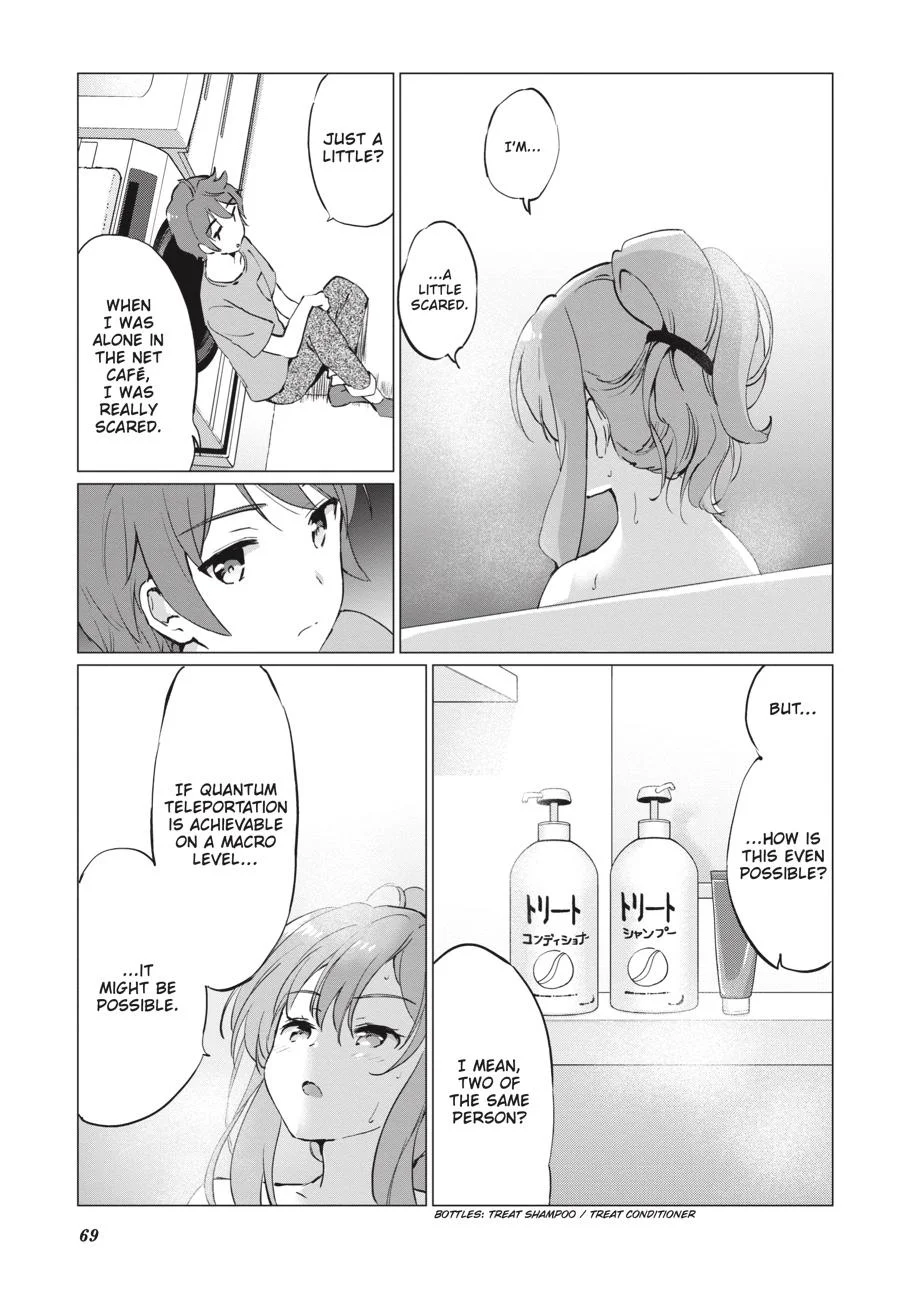 I'M...
...A
LITTLE
SCARED.
JUST A
LITTLE?
WHEN
I WAS
ALONE IN
THE NET
CAFÉ,
I WAS
REALLY
SCARED.
BUT...
...HOW IS
THIS EVEN
POSSIBLE?
トリート
シャンプー
トリート
コンディショナー
I MEAN,
TWO OF
THE SAME
PERSON?
BOTTLES: TREAT SHAMPOO / TREAT CONDITIONER
IF QUANTUM
TELEPORTATION
IS ACHIEVABLE
ON A MACRO
LEVEL...
...IT
MIGHT BE
POSSIBLE.
69